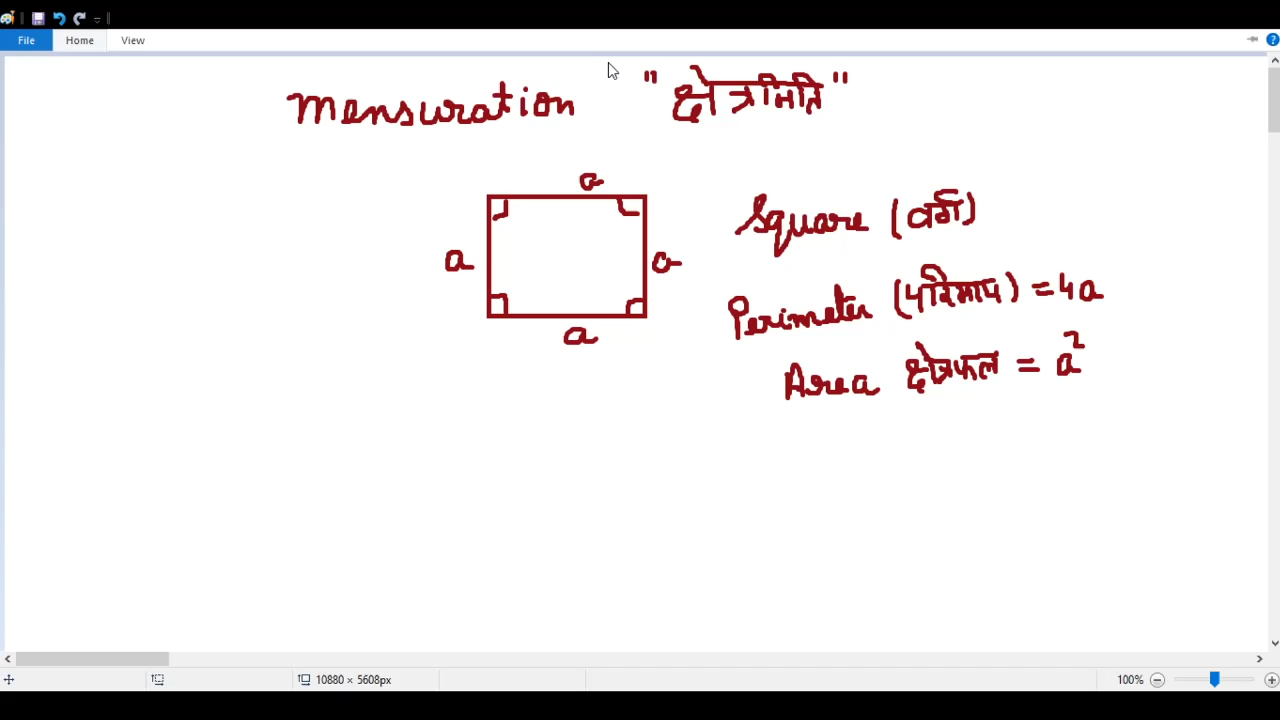 File Home View
Mensuration "क्षेत्रमिति"
a
Square (वर्ग)
a a
Perimeter (परिमाप) = 4a
a
Area क्षेत्रफल = a²
10880 × 5608px 100%